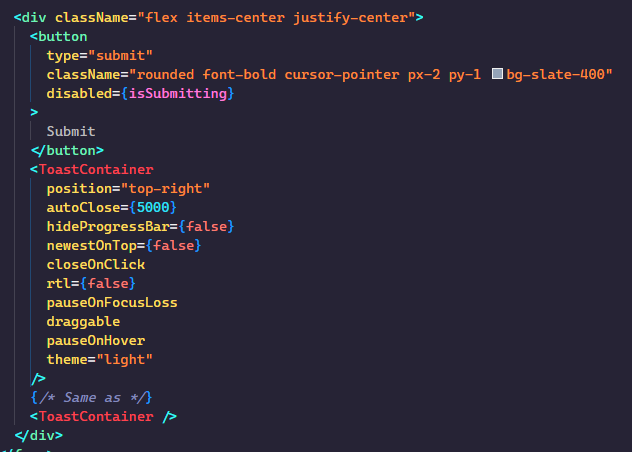 <div className="flex items-center justify-center">
<button
type="submit"
className="rounded font-bold cursor-pointer px-2 py-1 bg-slate-400"
disabled={isSubmitting}
>
Submit
</button>
<ToastContainer
position="top-right"
autoClose={5000}
hideProgressBar={false}
newestOnTop={false}
closeOnClick
rtl={false}
pauseOnFocusLoss
draggable
pauseOnHover
theme="light"
/>
{/* Same as */}
<ToastContainer />
</div>